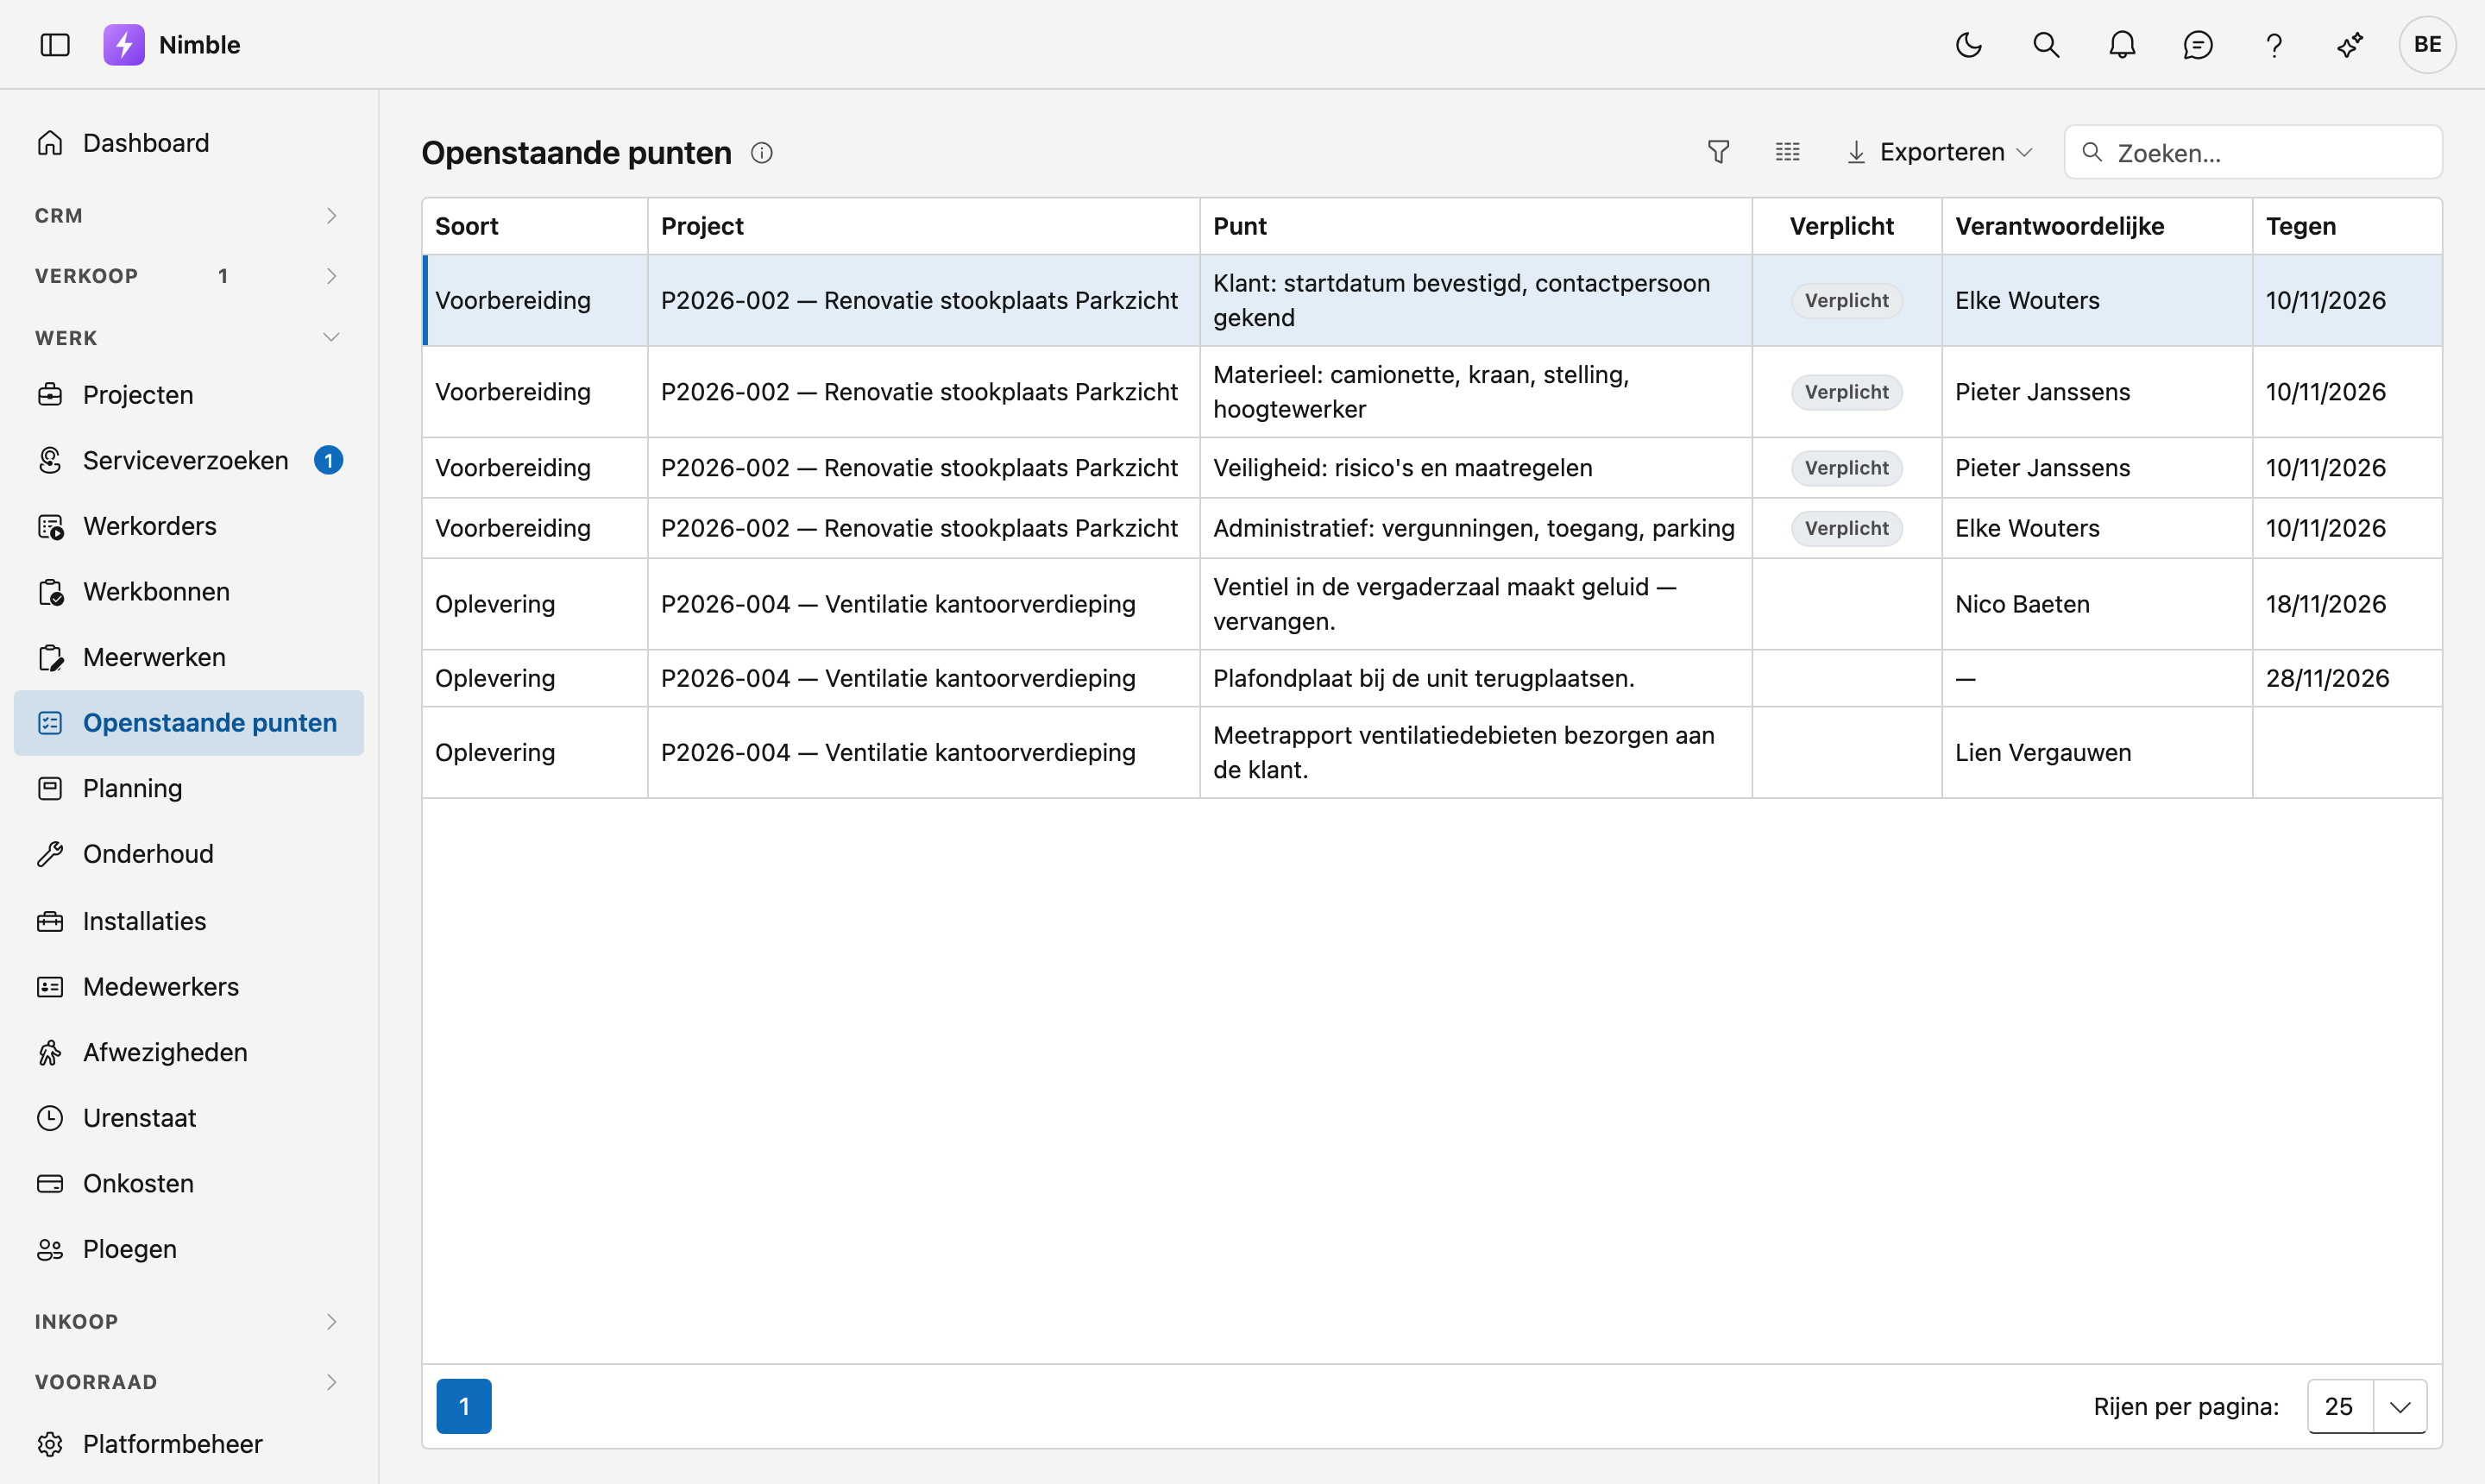 Nimble
BE
Dashboard
CRM
VERKOOP 1
WERK
Projecten
Serviceverzoeken 1
Werkorders
Werkbonnen
Meerwerken
Openstaande punten
Planning
Onderhoud
Installaties
Medewerkers
Afwezigheden
Urenstaat
Onkosten
Ploegen
INKOOP
VOORRAAD
Platformbeheer
Openstaande punten
Exporteren
Zoeken...
Soort Project Punt Verplicht Verantwoordelijke Tegen
Voorbereiding P2026-002 — Renovatie stookplaats Parkzicht Klant: startdatum bevestigd, contactpersoon
gekend Verplicht Elke Wouters 10/11/2026
Voorbereiding P2026-002 — Renovatie stookplaats Parkzicht Materieel: camionette, kraan, stelling,
hoogtewerker Verplicht Pieter Janssens 10/11/2026
Voorbereiding P2026-002 — Renovatie stookplaats Parkzicht Veiligheid: risico's en maatregelen Verplicht Pieter Janssens 10/11/2026
Voorbereiding P2026-002 — Renovatie stookplaats Parkzicht Administratief: vergunningen, toegang, parking Verplicht Elke Wouters 10/11/2026
Oplevering P2026-004 — Ventilatie kantoorverdieping Ventiel in de vergaderzaal maakt geluid —
vervangen. Nico Baeten 18/11/2026
Oplevering P2026-004 — Ventilatie kantoorverdieping Plafondplaat bij de unit terugplaatsen. — 28/11/2026
Oplevering P2026-004 — Ventilatie kantoorverdieping Meetrapport ventilatiedebieten bezorgen aan
de klant. Lien Vergauwen
1
Rijen per pagina: 25